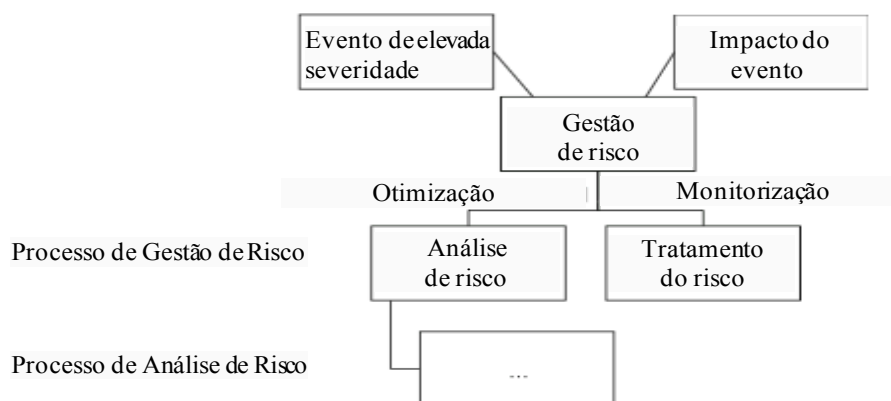 Evento de elevada
severidade
Impacto do
evento
Gestão
de risco
Otimização
Monitorização
Processo de Gestão de Risco
Análise
de risco
Tratamento
do risco
Processo de Análise de Risco
...